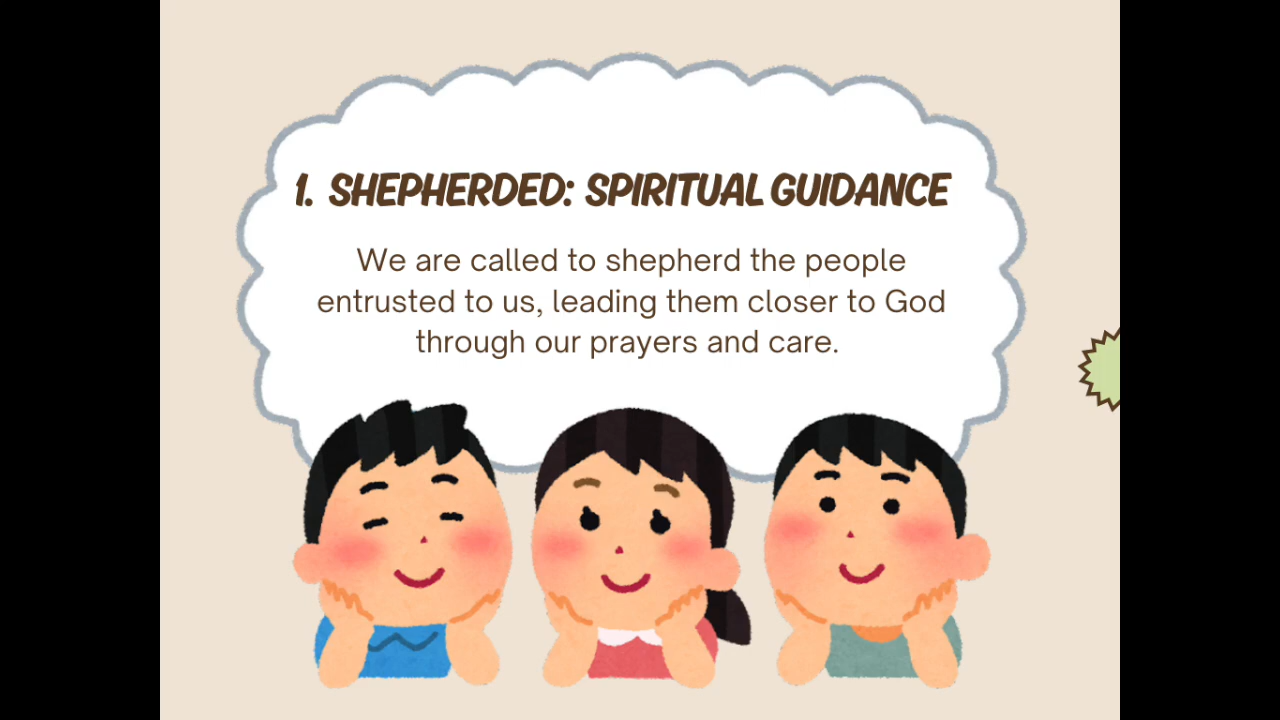 1. SHEPHERDED: SPIRITUAL GUIDANCE
We are called to shepherd the people
entrusted to us, leading them closer to God
through our prayers and care.